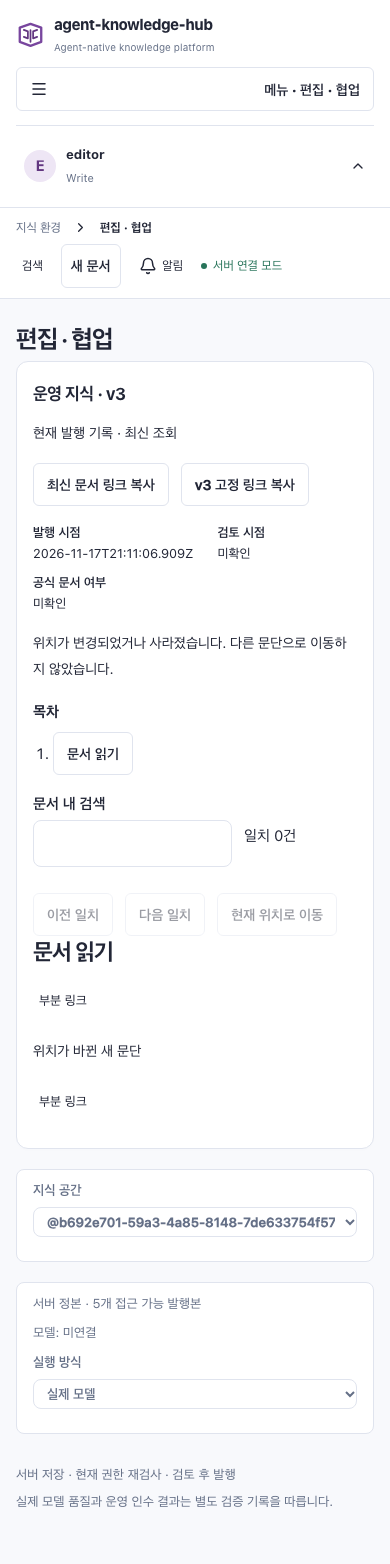 agent-knowledge-hub
Agent-native knowledge platform
메뉴 · 편집 · 협업
E
editor
Write
지식 환경
편집 · 협업
검색
새 문서
알림
서버 연결 모드
편집 · 협업
운영 지식 · v3
현재 발행 기록 · 최신 조회
최신 문서 링크 복사
v3 고정 링크 복사
발행 시점
2026-11-17T21:11:06.909Z
검토 시점
미확인
공식 문서 여부
미확인
위치가 변경되었거나 사라졌습니다. 다른 문단으로 이동하
지 않았습니다.
목차
1. 문서 읽기
문서 내 검색
일치 0건
이전 일치
다음 일치
현재 위치로 이동
문서 읽기
부분 링크
위치가 바뀐 새 문단
부분 링크
지식 공간
@b692e701-59a3-4a85-8148-7de633754f57
서버 정본 · 5개 접근 가능 발행본
모델: 미연결
실행 방식
실제 모델
서버 저장 · 현재 권한 재검사 · 검토 후 발행
실제 모델 품질과 운영 인수 결과는 별도 검증 기록을 따릅니다.